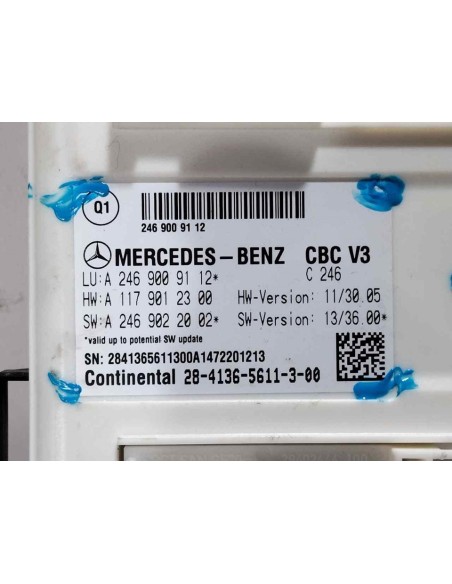 Q1
246 900 91 12
MERCEDES-BENZ CBC V3
LU: A 246 900 91 12* C 246
HW: A 117 901 23 00 HW-Version: 11/30.05
SW: A 246 902 20 02* SW-Version: 13/36.00*
*valid up to potential SW update
SN: 2841365611300A1472201213
Continental 28-4136-5611-3-00